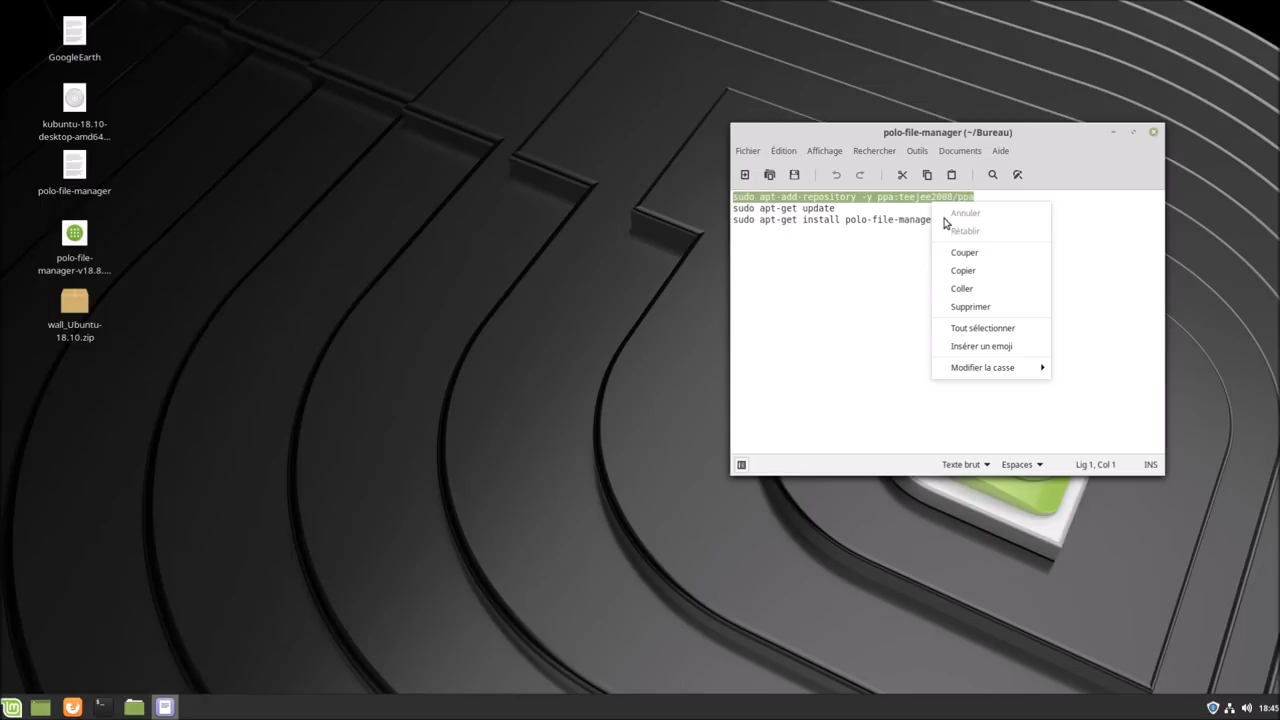 GoogleEarth
kubuntu-18.10-
desktop-amd64...
polo-file-manager
polo-file-
manager-v18.8....
wall_Ubuntu-
18.10.zip
polo-file-manager (~/Bureau)
Fichier Édition Affichage Rechercher Outils Documents Aide
sudo apt-add-repository -y ppa:teejee2008/ppa
sudo apt-get update
sudo apt-get install polo-file-manage
Annuler
Rétablir
Couper
Copier
Coller
Supprimer
Tout sélectionner
Insérer un emoji
Modifier la casse
Texte brut Espaces Lig 1, Col 1 INS
18:45